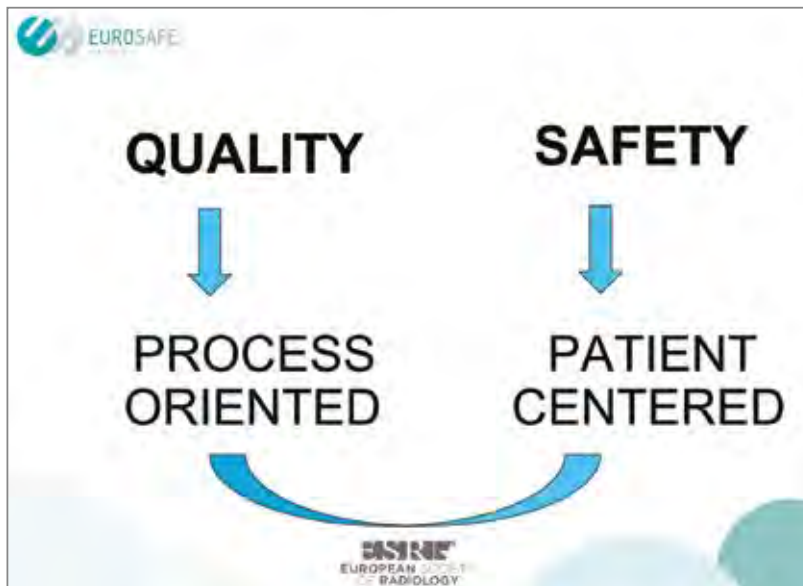 EUROSAFE
QUALITY
SAFETY
PROCESS
ORIENTED
PATIENT
CENTERED
EUROPEAN SOCIETY
OF RADIOLOGY